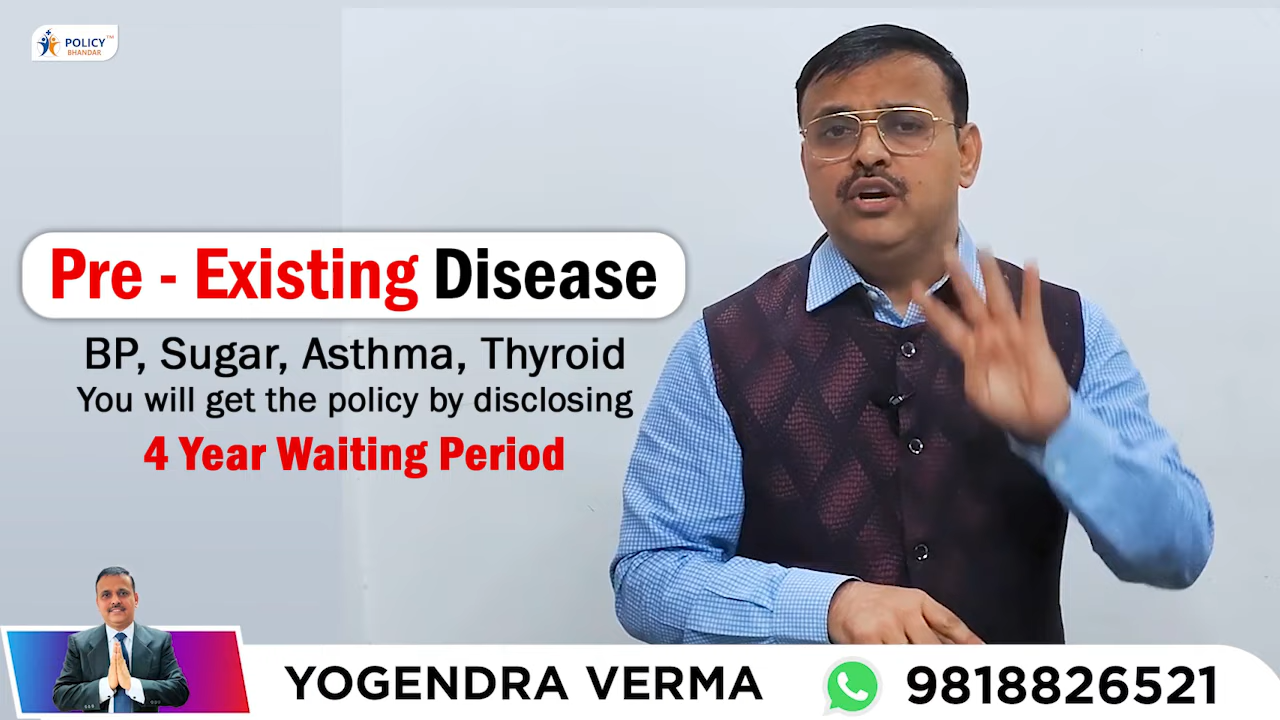 POLICY™
BHANDAR
Pre - Existing Disease
BP, Sugar, Asthma, Thyroid
You will get the policy by disclosing
4 Year Waiting Period
YOGENDRA VERMA
9818826521